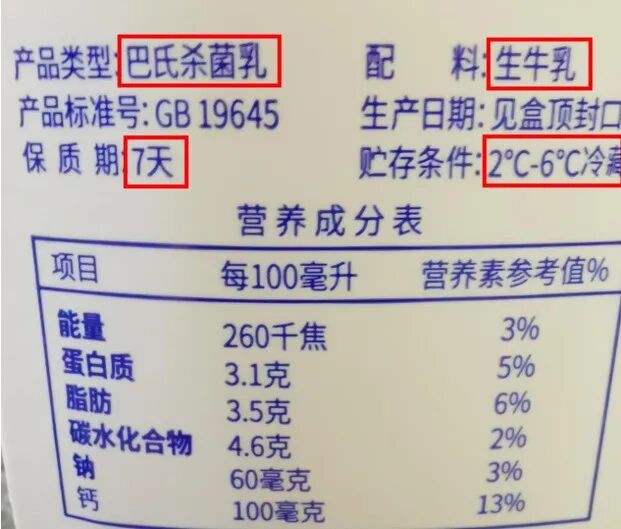 产品类型:巴氏杀菌乳 配 料:生牛乳
产品标准号:GB 19645 生产日期:见盒顶封口
保 质 期:7天 贮存条件:2°C-6°C冷藏
营养成分表
项目 每100毫升 营养素参考值%
能量 260千焦 3%
蛋白质 3.1克 5%
脂肪 3.5克 6%
碳水化合物 4.6克 2%
钠 60毫克 3%
钙 100毫克 13%